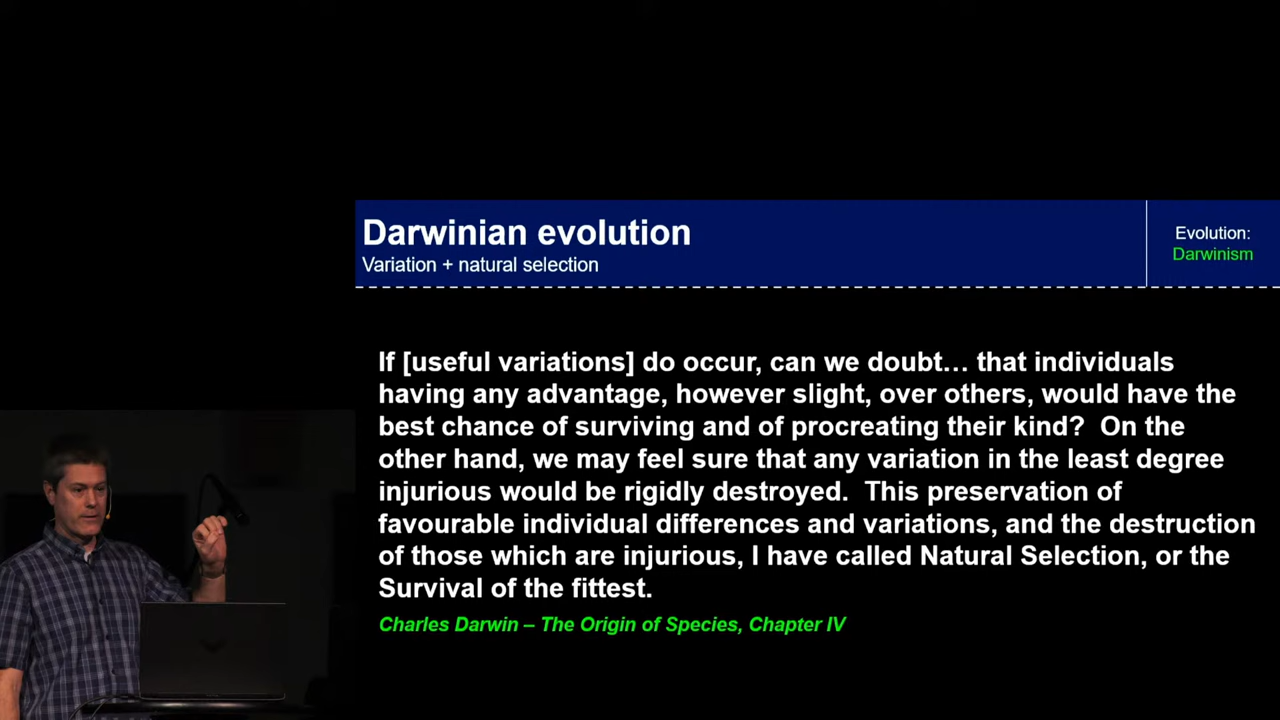 Darwinian evolution
Variation + natural selection
Evolution:
Darwinism
If [useful variations] do occur, can we doubt… that individuals
having any advantage, however slight, over others, would have the
best chance of surviving and of procreating their kind?  On the
other hand, we may feel sure that any variation in the least degree
injurious would be rigidly destroyed.  This preservation of
favourable individual differences and variations, and the destruction
of those which are injurious, I have called Natural Selection, or the
Survival of the fittest.
Charles Darwin – The Origin of Species, Chapter IV